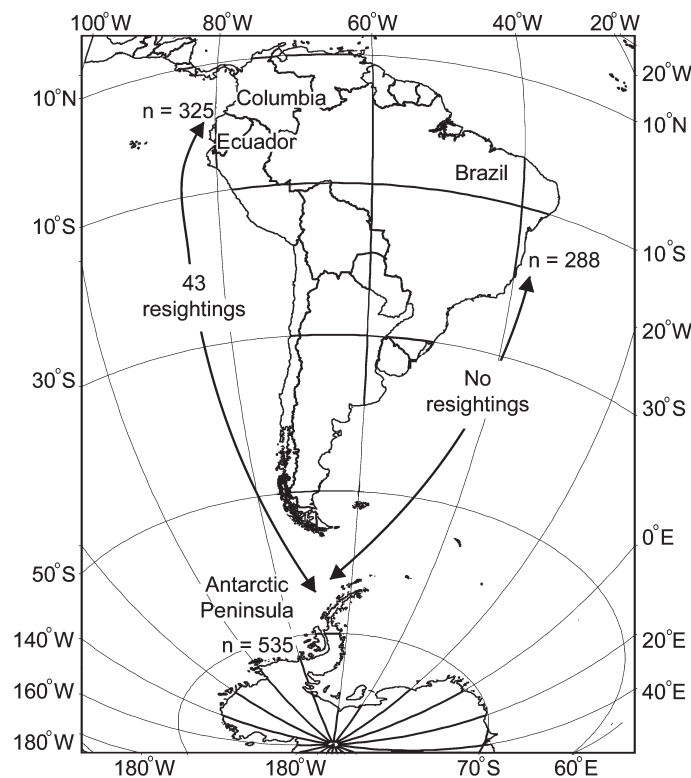 100°W 80°W 60°W 40°W 20°W
20°W
10°N
n = 325
Columbia
10°N
Ecuador
Brazil
10°S
10°S
n = 288
43
resightings
20°W
30°S
No
resightings
30°S
0°E
50°S
Antarctic
Peninsula
n = 535
140°W
20°E
160°W
40°E
180°W
180°W 180°W 70°S 60°E